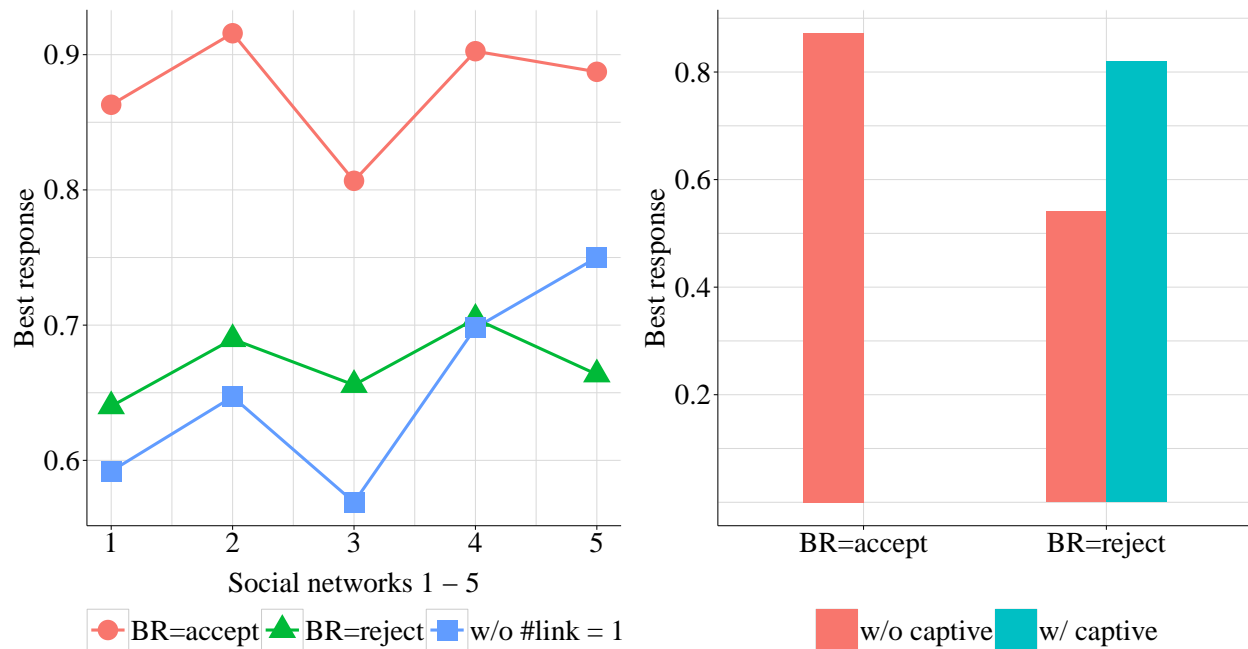 Best response
0.9
0.8
0.7
0.6
1 2 3 4 5
Social networks 1 – 5
BR=accept BR=reject w/o #link = 1
Best response
0.8
0.6
0.4
0.2
BR=accept BR=reject
w/o captive w/ captive